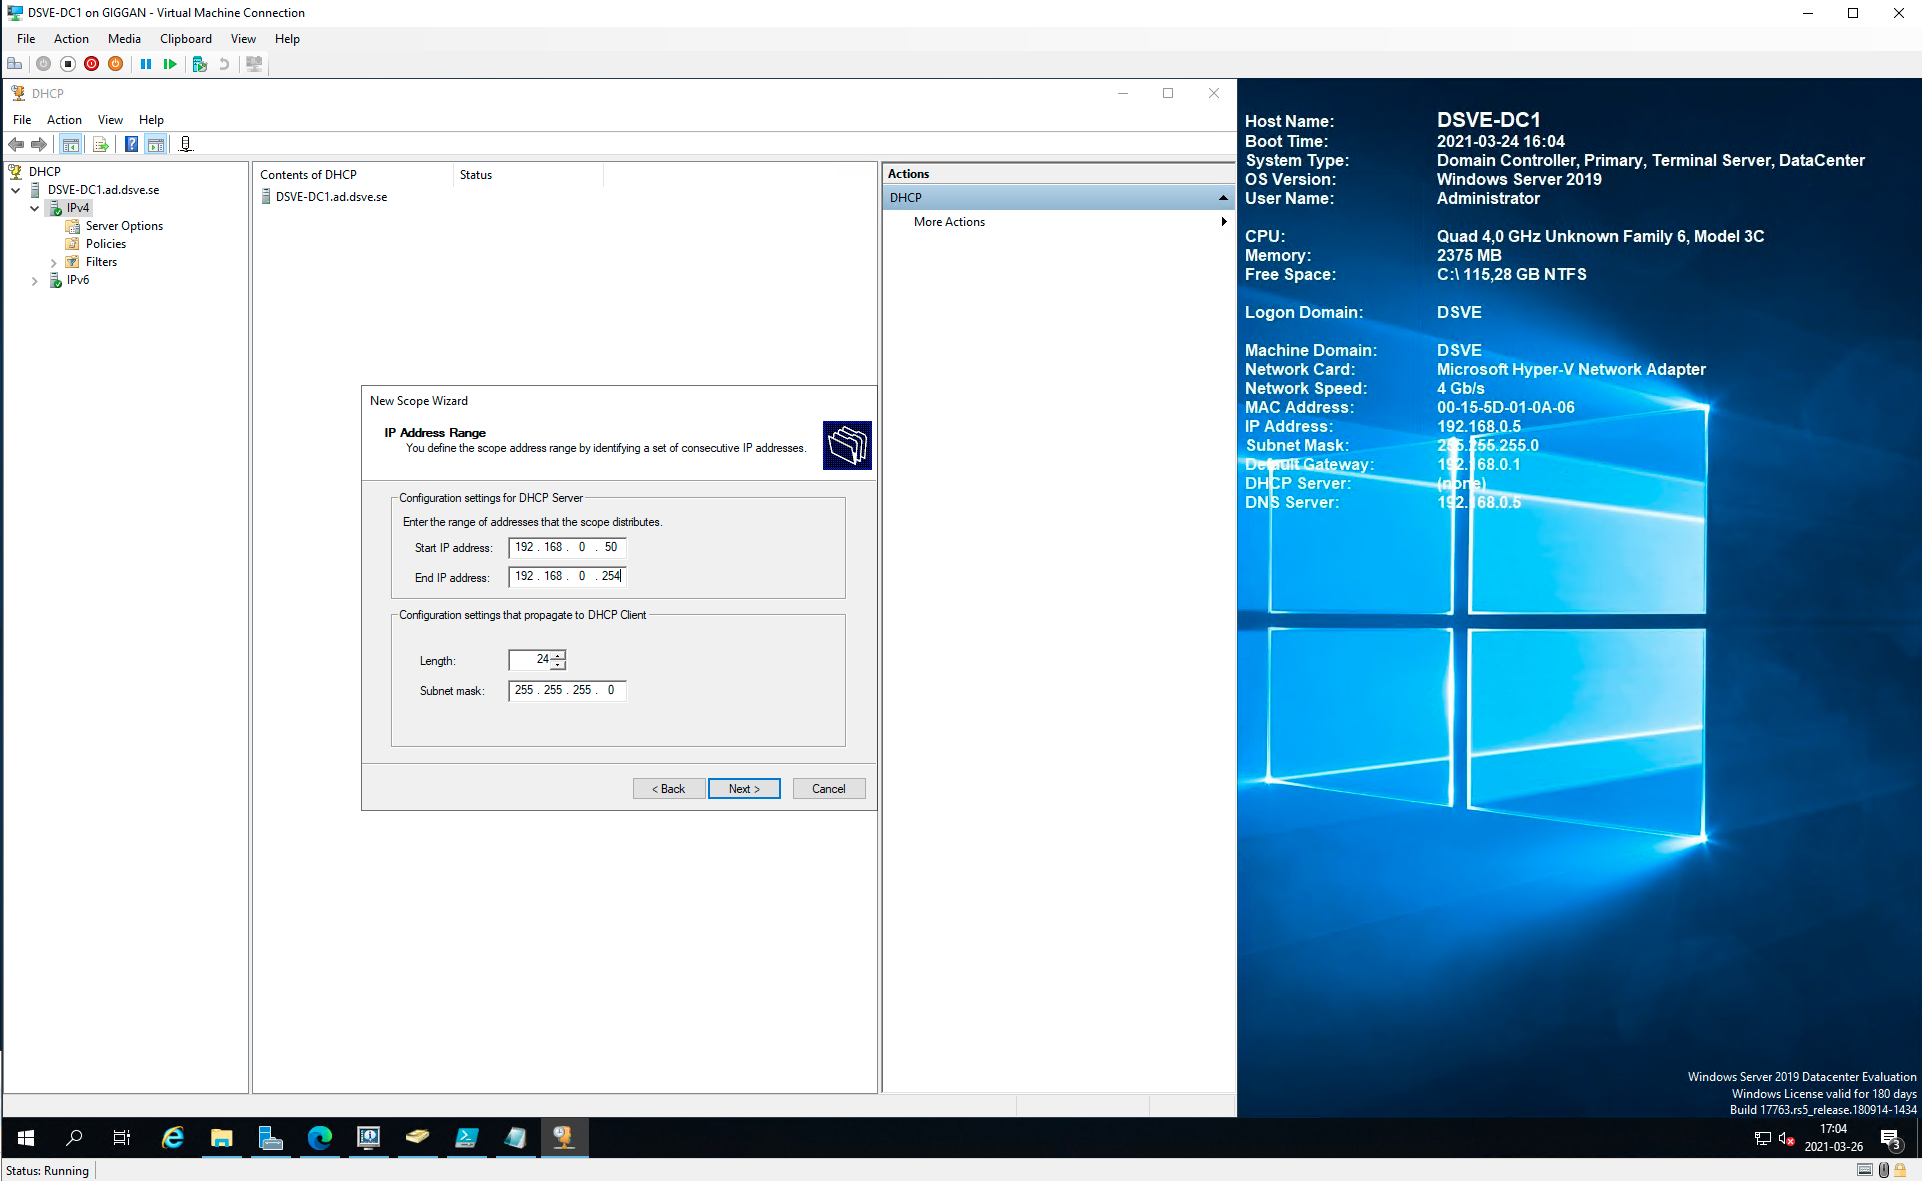 DSVE-DC1 on GIGGAN - Virtual Machine Connection
File Action Media Clipboard View Help
DHCP
File Action View Help
DHCP
DSVE-DC1.ad.dsve.se
IPv4
Server Options
Policies
Filters
IPv6
Contents of DHCP Status
DSVE-DC1.ad.dsve.se
Actions
DHCP
More Actions
New Scope Wizard
IP Address Range
You define the scope address range by identifying a set of consecutive IP addresses.
Configuration settings for DHCP Server
Enter the range of addresses that the scope distributes.
Start IP address: 192 . 168 . 0 . 50
End IP address: 192 . 168 . 0 . 254
Configuration settings that propagate to DHCP Client
Length: 24
Subnet mask: 255 . 255 . 255 . 0
< Back Next > Cancel
Host Name: DSVE-DC1
Boot Time: 2021-03-24 16:04
System Type: Domain Controller, Primary, Terminal Server, DataCenter
OS Version: Windows Server 2019
User Name: Administrator
CPU: Quad 4,0 GHz Unknown Family 6, Model 3C
Memory: 2375 MB
Free Space: C:\ 115,28 GB NTFS
Logon Domain: DSVE
Machine Domain: DSVE
Network Card: Microsoft Hyper-V Network Adapter
Network Speed: 4 Gb/s
MAC Address: 00-15-5D-01-0A-06
IP Address: 192.168.0.5
Subnet Mask: 255.255.255.0
Default Gateway: 192.168.0.1
DHCP Server: (none)
DNS Server: 192.168.0.5
Windows Server 2019 Datacenter Evaluation
Windows License valid for 180 days
Build 17763.rs5_release.180914-1434
17:04
2021-03-26
3
Status: Running